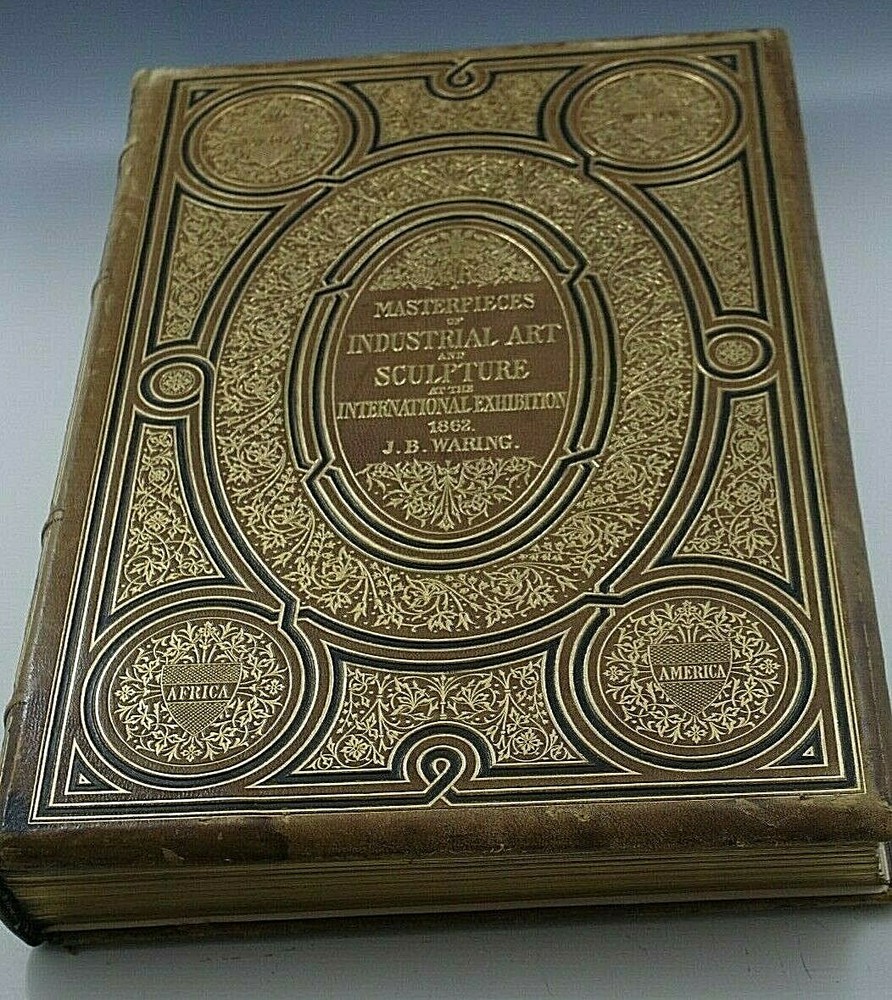 MASTERPIECES
OF
INDUSTRIAL ART
AND
SCULPTURE
AT THE
INTERNATIONAL EXHIBITION
1862.
J. B. WARING.
AFRICA
AMERICA